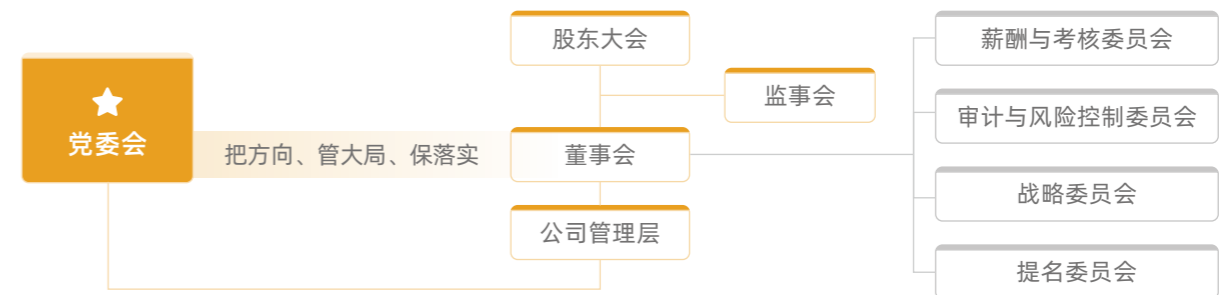 党委会
把方向、管大局、保落实
股东大会
监事会
董事会
公司管理层
薪酬与考核委员会
审计与风险控制委员会
战略委员会
提名委员会